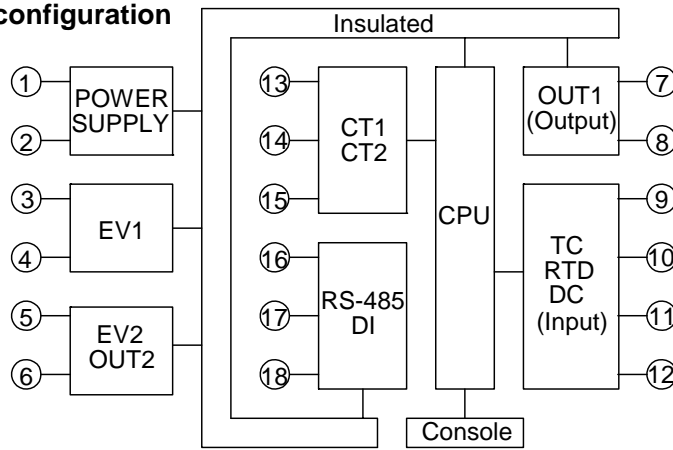 configuration
Insulated
1
2
POWER
SUPPLY
3
4
EV1
5
6
EV2
OUT2
13
14
15
CT1
CT2
16
17
18
RS-485
DI
CPU
Console
OUT1
(Output)
7
8
TC
RTD
DC
(Input)
9
10
11
12